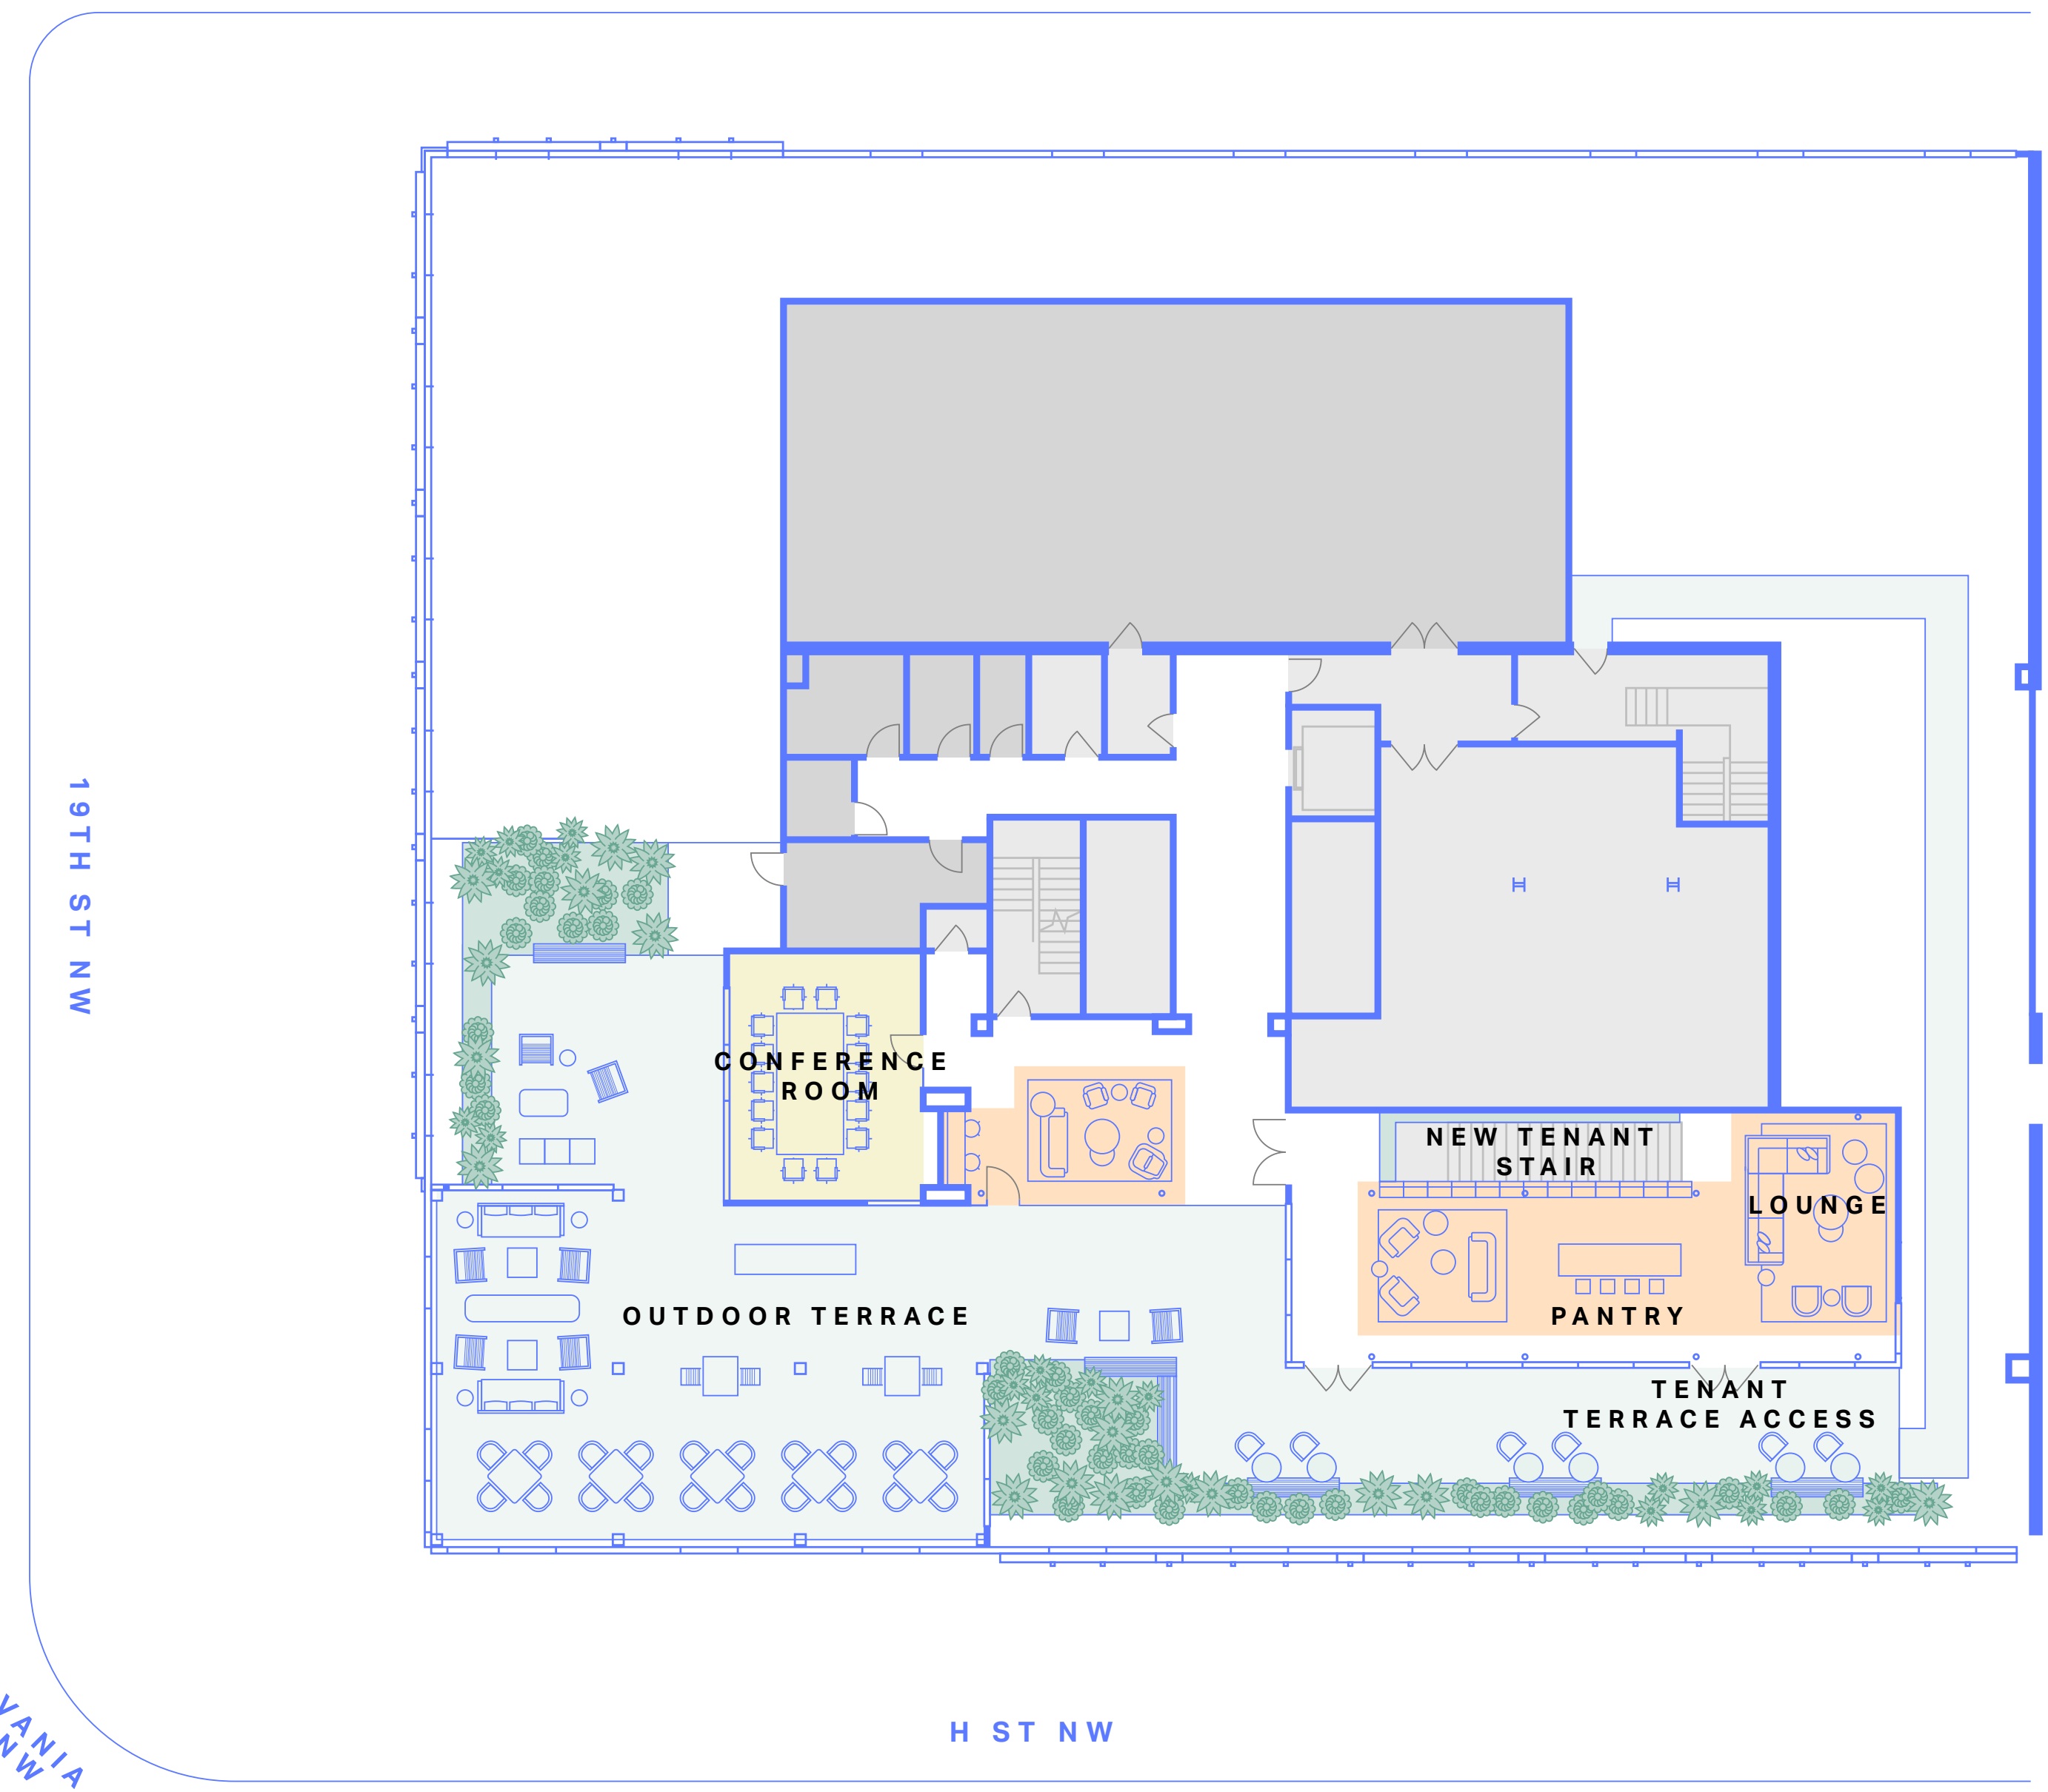 19TH ST NW
CONFERENCE
ROOM
NEW TENANT
STAIR
LOUNGE
OUTDOOR TERRACE
PANTRY
TENANT
TERRACE ACCESS
H ST NW
VANIA
NW